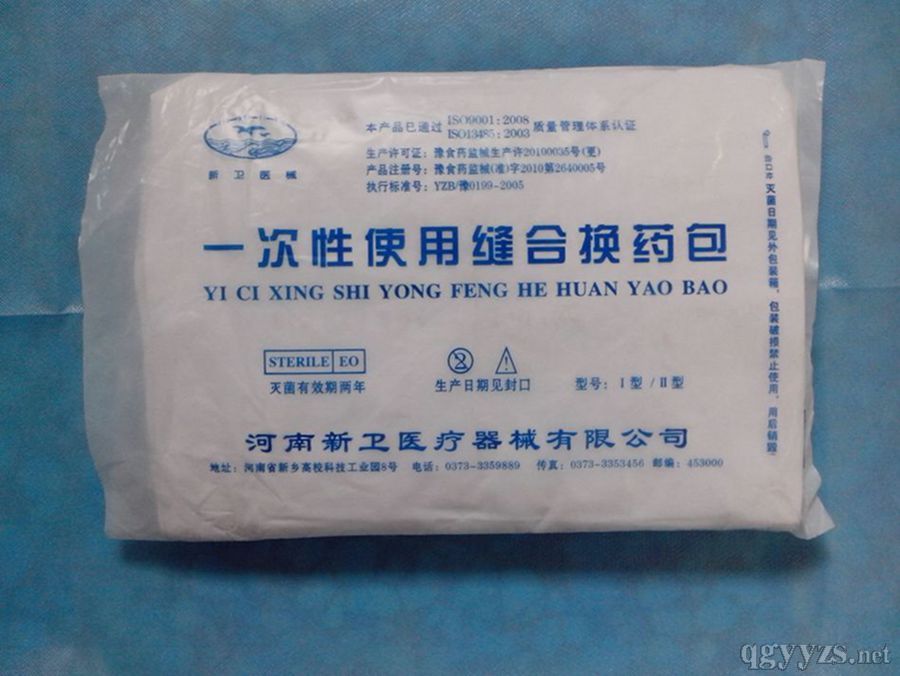 新卫医械
本产品已通过 ISO9001:2008 ISO13485:2003 质量管理体系认证
生产许可证：豫食药监械生产许20100035号(更)
产品注册号：豫食药监械(准)字2010第2640005号
执行标准号：YZB/豫0199-2005
一次性使用缝合换药包
YI CI XING SHI YONG FENG HE HUAN YAO BAO
STERILE EO
灭菌有效期两年
2
生产日期见封口
型号：Ⅰ型 /Ⅱ型
河南新卫医疗器械有限公司
地址：河南省新乡高校科技工业园8号 电话：0373-3359889 传真：0373-3353456 邮编：453000
灭菌日期见外包装箱，包装破损禁止使用，用后销毁
qgyyzs.net